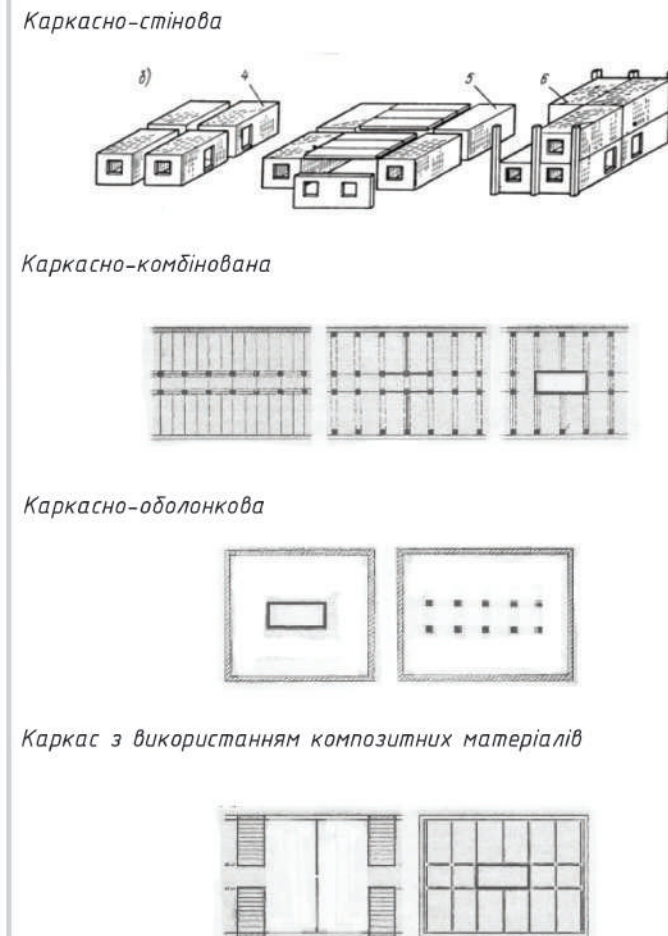 Каркасно-стінова
б) 4 5 6
Каркасно-комбінована
Каркасно-оболонкова
Каркас з використанням композитних матеріалів